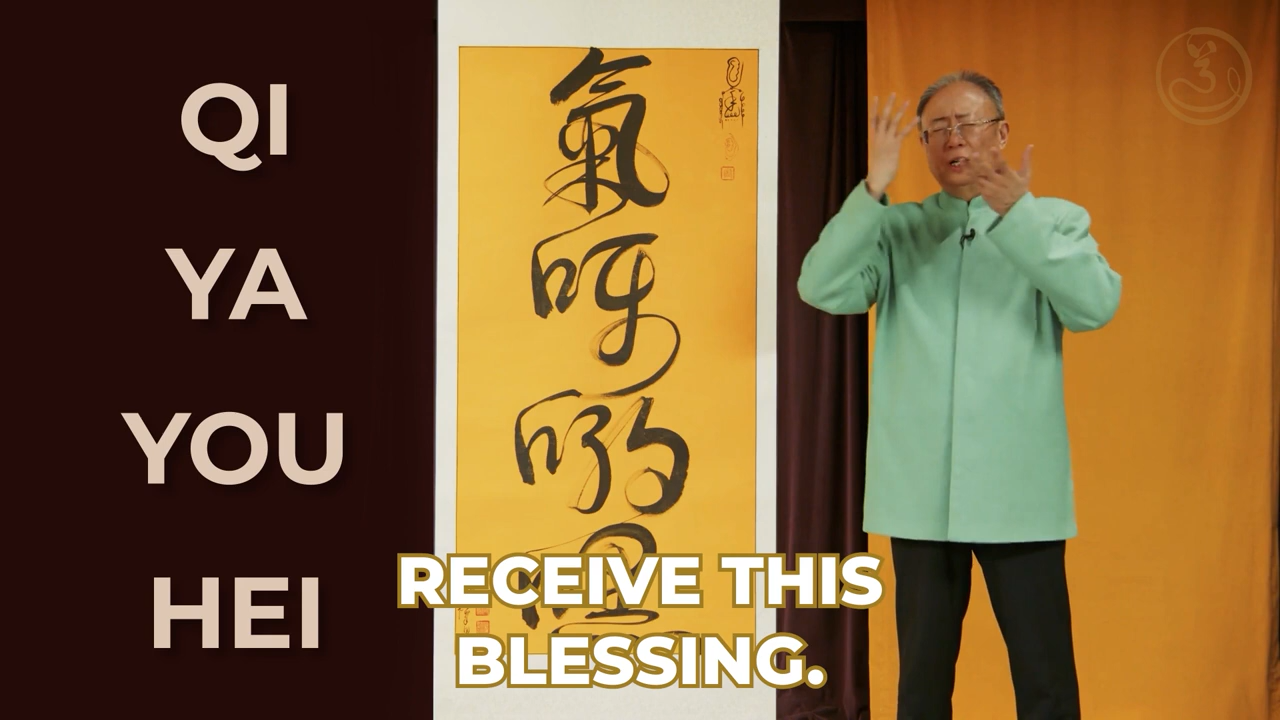 QI
YA
YOU
HEI
氣
呀
呦
RECEIVE THIS
BLESSING.